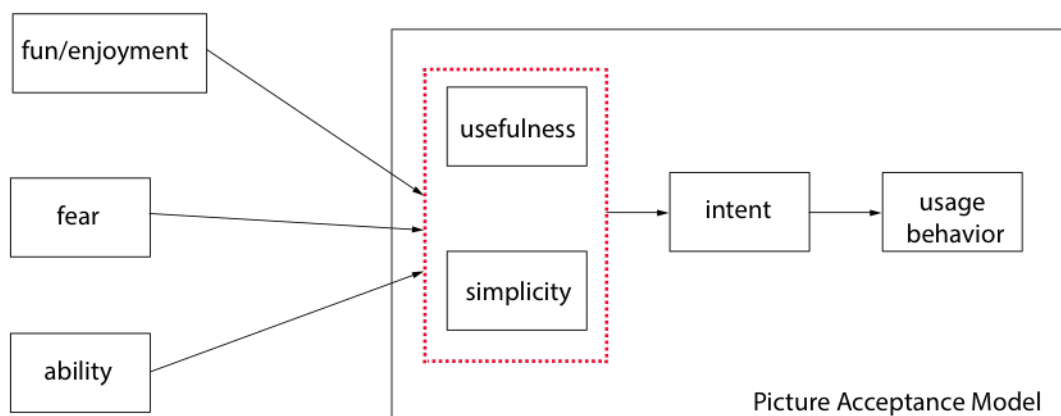 fun/enjoyment
fear
ability
usefulness
simplicity
intent
usage
behavior
Picture Acceptance Model